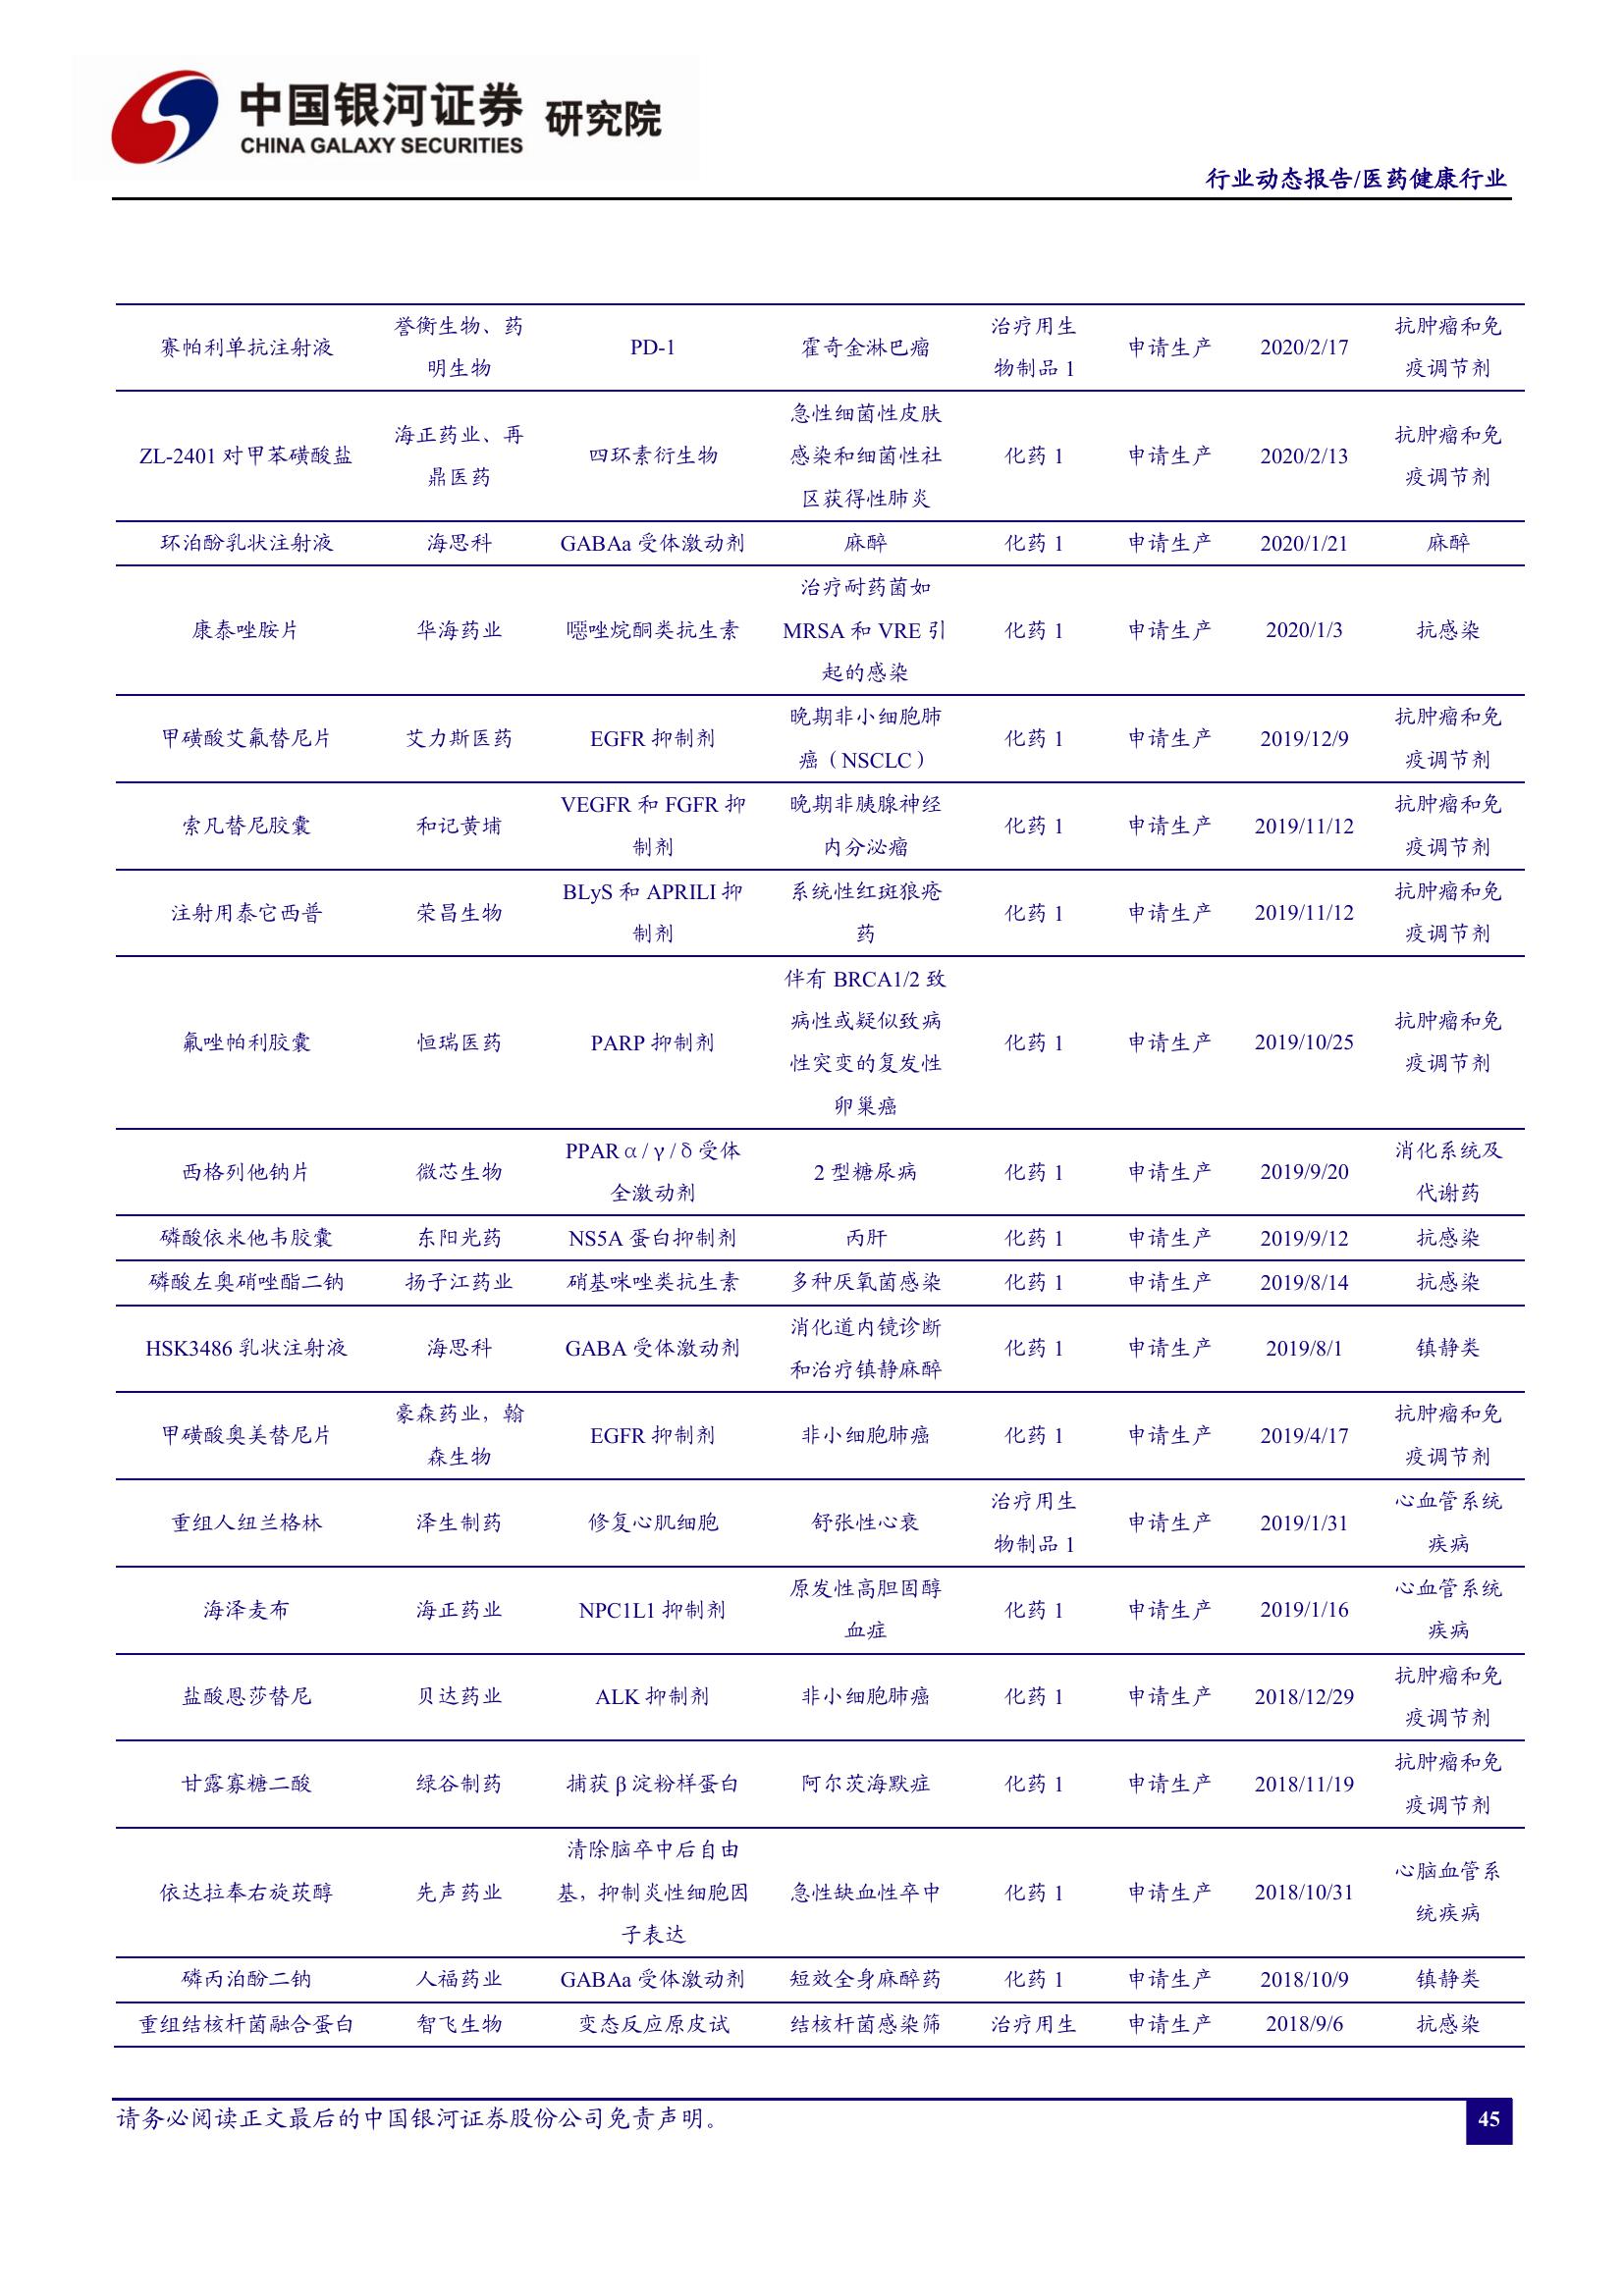 中国银河证券 研究院
CHINA GALAXY SECURITIES
行业动态报告/医药健康行业
赛帕利单抗注射液 誉衡生物、药明生物 PD-1 霍奇金淋巴瘤 治疗用生物制品 1 申请生产 2020/2/17 抗肿瘤和免疫调节剂
ZL-2401 对甲苯磺酸盐 海正药业、再鼎医药 四环素衍生物 急性细菌性皮肤感染和细菌性社区获得性肺炎 化药 1 申请生产 2020/2/13 抗肿瘤和免疫调节剂
环泊酚乳状注射液 海思科 GABAa 受体激动剂 麻醉 化药 1 申请生产 2020/1/21 麻醉
康泰唑胺片 华海药业 噁唑烷酮类抗生素 治疗耐药菌如 MRSA 和 VRE 引起的感染 化药 1 申请生产 2020/1/3 抗感染
甲磺酸艾氟替尼片 艾力斯医药 EGFR 抑制剂 晚期非小细胞肺癌（NSCLC） 化药 1 申请生产 2019/12/9 抗肿瘤和免疫调节剂
索凡替尼胶囊 和记黄埔 VEGFR 和 FGFR 抑制剂 晚期非胰腺神经内分泌瘤 化药 1 申请生产 2019/11/12 抗肿瘤和免疫调节剂
注射用泰它西普 荣昌生物 BLyS 和 APRILI 抑制剂 系统性红斑狼疮药 化药 1 申请生产 2019/11/12 抗肿瘤和免疫调节剂
氟唑帕利胶囊 恒瑞医药 PARP 抑制剂 伴有 BRCA1/2 致病性或疑似致病性突变的复发性卵巢癌 化药 1 申请生产 2019/10/25 抗肿瘤和免疫调节剂
西格列他钠片 微芯生物 PPARα/γ/δ受体全激动剂 2 型糖尿病 化药 1 申请生产 2019/9/20 消化系统及代谢药
磷酸依米他韦胶囊 东阳光药 NS5A 蛋白抑制剂 丙肝 化药 1 申请生产 2019/9/12 抗感染
磷酸左奥硝唑酯二钠 扬子江药业 硝基咪唑类抗生素 多种厌氧菌感染 化药 1 申请生产 2019/8/14 抗感染
HSK3486 乳状注射液 海思科 GABA 受体激动剂 消化道内镜诊断和治疗镇静麻醉 化药 1 申请生产 2019/8/1 镇静类
甲磺酸奥美替尼片 豪森药业，翰森生物 EGFR 抑制剂 非小细胞肺癌 化药 1 申请生产 2019/4/17 抗肿瘤和免疫调节剂
重组人纽兰格林 泽生制药 修复心肌细胞 舒张性心衰 治疗用生物制品 1 申请生产 2019/1/31 心血管系统疾病
海泽麦布 海正药业 NPC1L1 抑制剂 原发性高胆固醇血症 化药 1 申请生产 2019/1/16 心血管系统疾病
盐酸恩莎替尼 贝达药业 ALK 抑制剂 非小细胞肺癌 化药 1 申请生产 2018/12/29 抗肿瘤和免疫调节剂
甘露寡糖二酸 绿谷制药 捕获 β 淀粉样蛋白 阿尔茨海默症 化药 1 申请生产 2018/11/19 抗肿瘤和免疫调节剂
依达拉奉右旋莰醇 先声药业 清除脑卒中后自由基，抑制炎性细胞因子表达 急性缺血性卒中 化药 1 申请生产 2018/10/31 心脑血管系统疾病
磷丙泊酚二钠 人福药业 GABAa 受体激动剂 短效全身麻醉药 化药 1 申请生产 2018/10/9 镇静类
重组结核杆菌融合蛋白 智飞生物 变态反应原皮试 结核杆菌感染筛 治疗用生 申请生产 2018/9/6 抗感染
请务必阅读正文最后的中国银河证券股份公司免责声明。
45